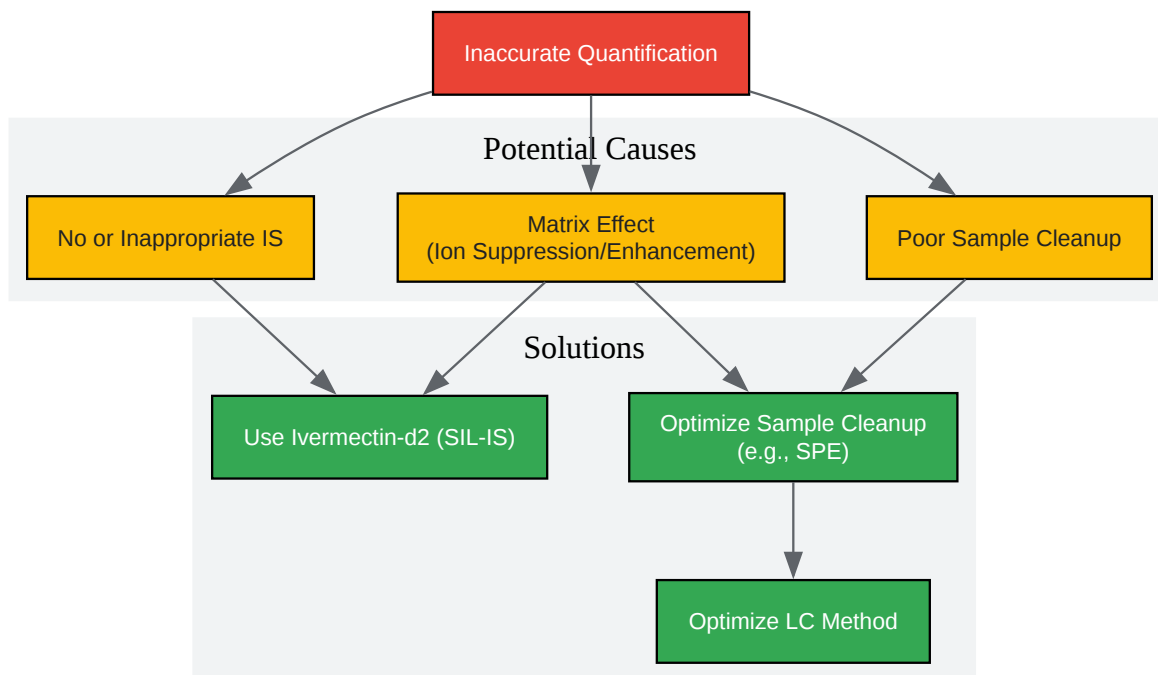 Inaccurate Quantification
Potential Causes
No or Inappropriate IS
Matrix Effect
(Ion Suppression/Enhancement)
Poor Sample Cleanup
Solutions
Use Ivermectin-d2 (SIL-IS)
Optimize Sample Cleanup
(e.g., SPE)
Optimize LC Method